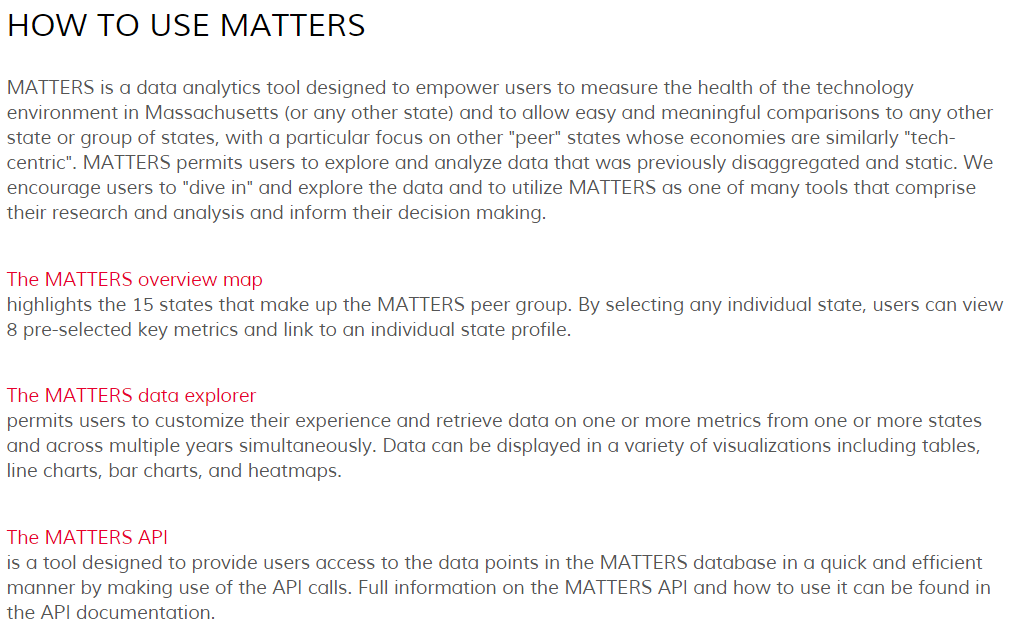 HOW TO USE MATTERS
MATTERS is a data analytics tool designed to empower users to measure the health of the technology
environment in Massachusetts (or any other state) and to allow easy and meaningful comparisons to any other
state or group of states, with a particular focus on other "peer" states whose economies are similarly "tech-
centric". MATTERS permits users to explore and analyze data that was previously disaggregated and static. We
encourage users to "dive in" and explore the data and to utilize MATTERS as one of many tools that comprise
their research and analysis and inform their decision making.
The MATTERS overview map
highlights the 15 states that make up the MATTERS peer group. By selecting any individual state, users can view
8 pre-selected key metrics and link to an individual state profile.
The MATTERS data explorer
permits users to customize their experience and retrieve data on one or more metrics from one or more states
and across multiple years simultaneously. Data can be displayed in a variety of visualizations including tables,
line charts, bar charts, and heatmaps.
The MATTERS API
is a tool designed to provide users access to the data points in the MATTERS database in a quick and efficient
manner by making use of the API calls. Full information on the MATTERS API and how to use it can be found in
the API documentation.